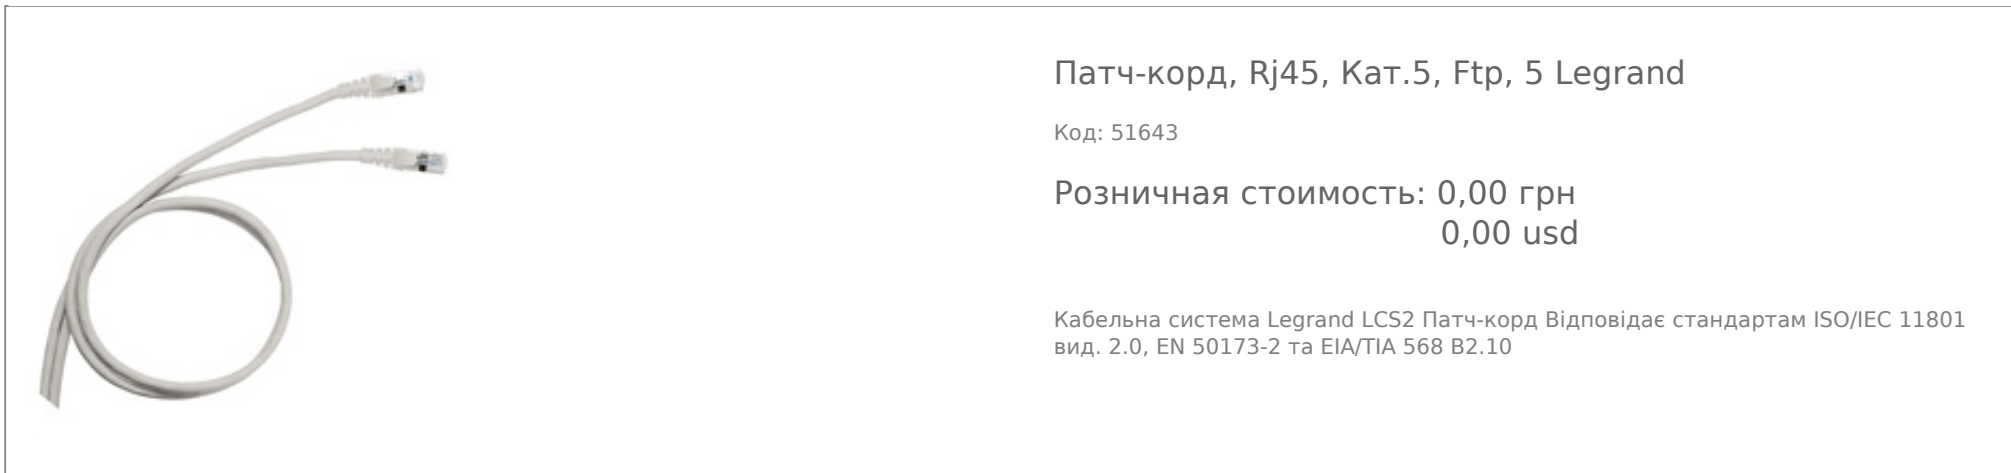 Патч-корд, Rj45, Кат.5, Ftp, 5 Legrand
Код: 51643
Розничная стоимость: 0,00 грн
0,00 usd
Кабельна система Legrand LCS2 Патч-корд Відповідає стандартам ISO/IEC 11801
вид. 2.0, EN 50173-2 та EIA/TIA 568 B2.10